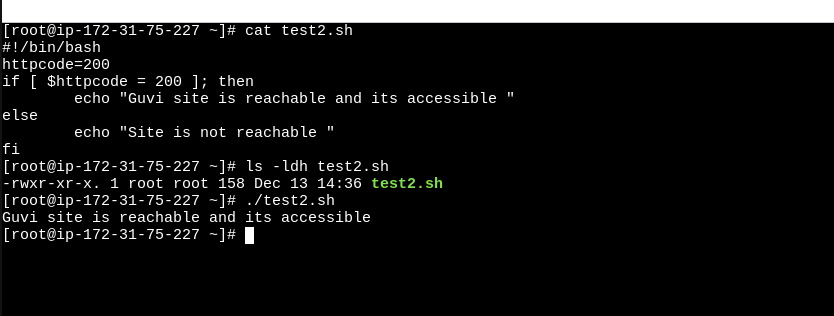 [root@ip-172-31-75-227 ~]# cat test2.sh
#!/bin/bash
httpcode=200
if [ $httpcode = 200 ]; then
        echo "Guvi site is reachable and its accessible "
else
        echo "Site is not reachable "
fi
[root@ip-172-31-75-227 ~]# ls -ldh test2.sh
-rwxr-xr-x. 1 root root 158 Dec 13 14:36 test2.sh
[root@ip-172-31-75-227 ~]# ./test2.sh
Guvi site is reachable and its accessible
[root@ip-172-31-75-227 ~]#